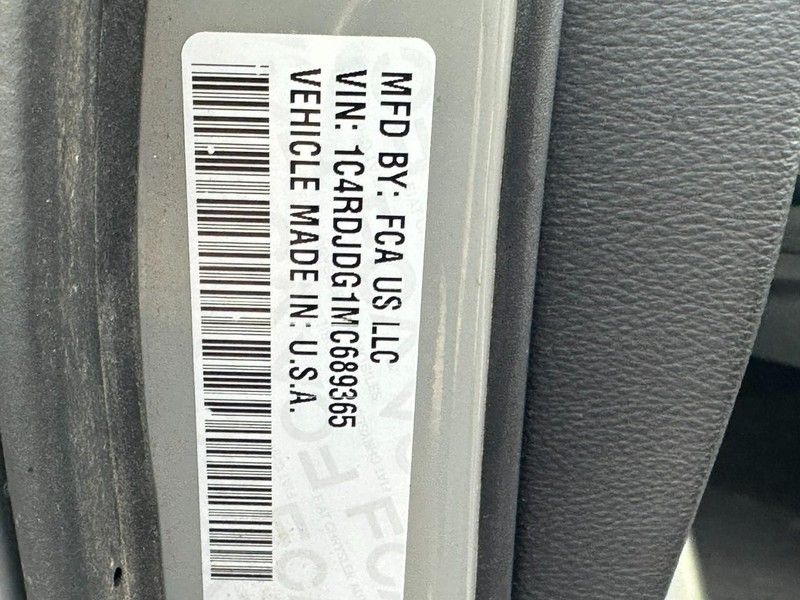 MFD BY: FCA US LLC
VIN: 1C4RDJDG1MC689365
VEHICLE MADE IN: U.S.A.